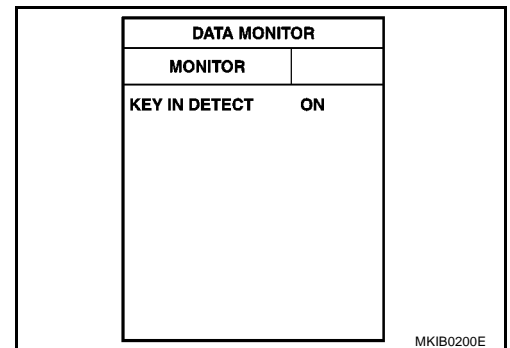 DATA MONITOR
MONITOR
KEY IN DETECT ON
MKIB0200E